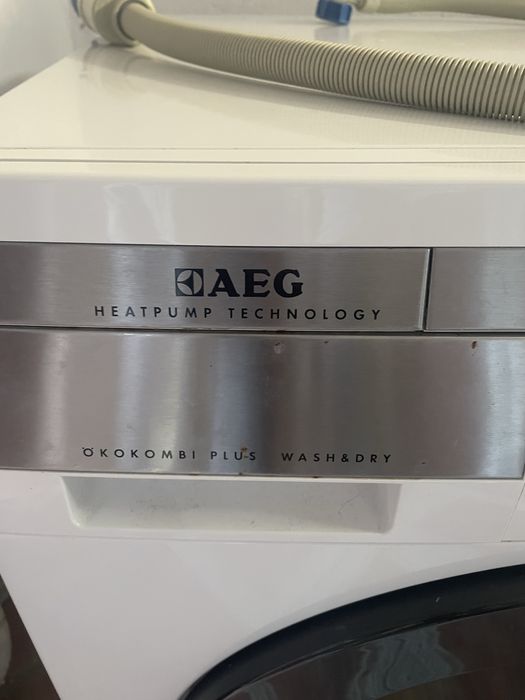 AEG
HEATPUMP TECHNOLOGY
ÖKOKOMBI PLUS WASH&DRY